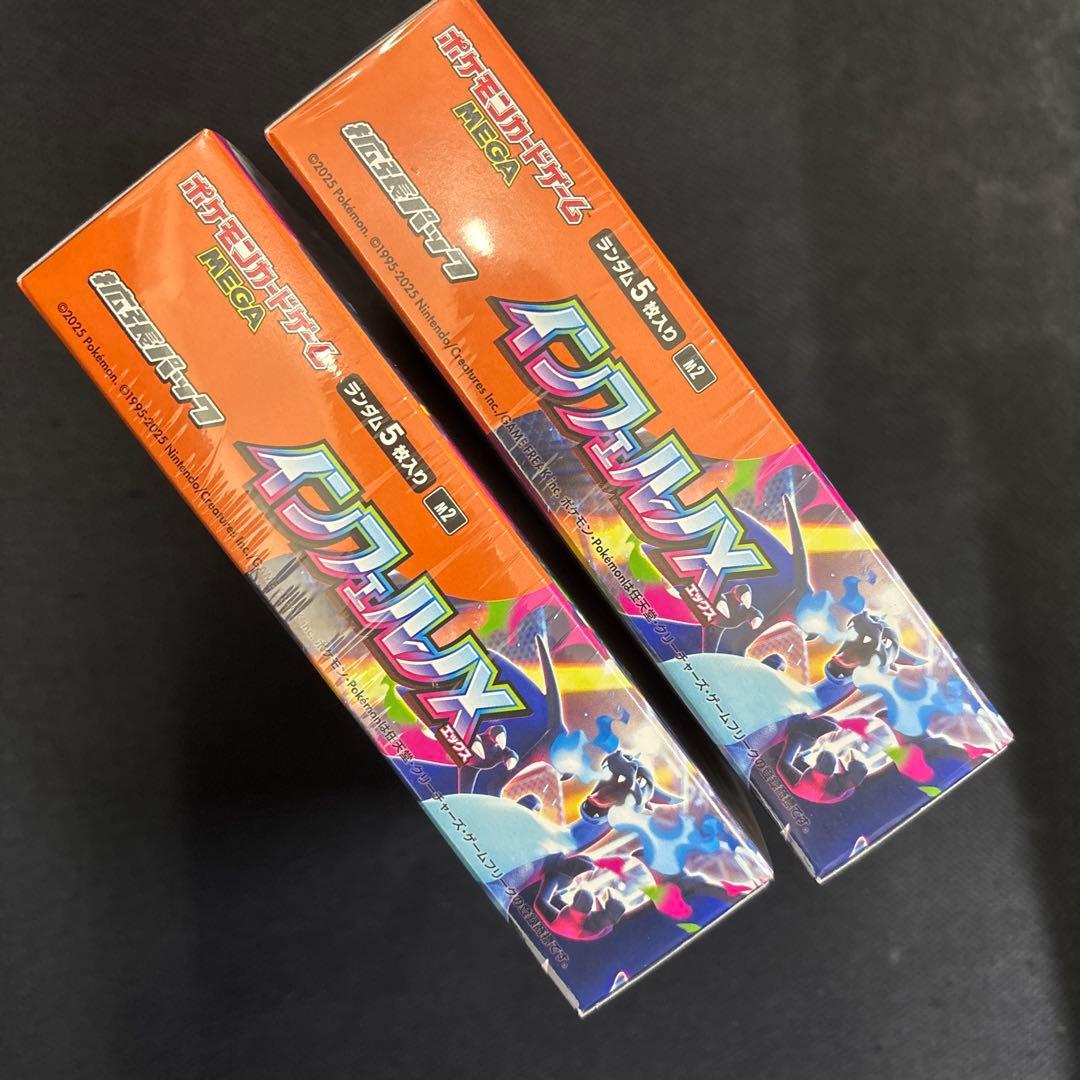 ポケモンカードゲーム
MEGA
拡張パック
©2025 Pokémon. ©1995-2025 Nintendo/Creatures Inc./G
inc. ポケモン・Pokémonは任天堂・クリーチャーズ・ゲームフリークの登録商標です。
ランダム5枚入り M2
インフェルノX
エックス
ポケモンカードゲーム
MEGA
拡張パック
©2025 Pokémon. ©1995-2025 Nintendo/Creatures Inc./GAME FREAK inc. ポケモン・Pokémonは任天堂・クリーチャーズ・ゲームフリークの登録商標です。
ランダム5枚入り M2
インフェルノX
エックス